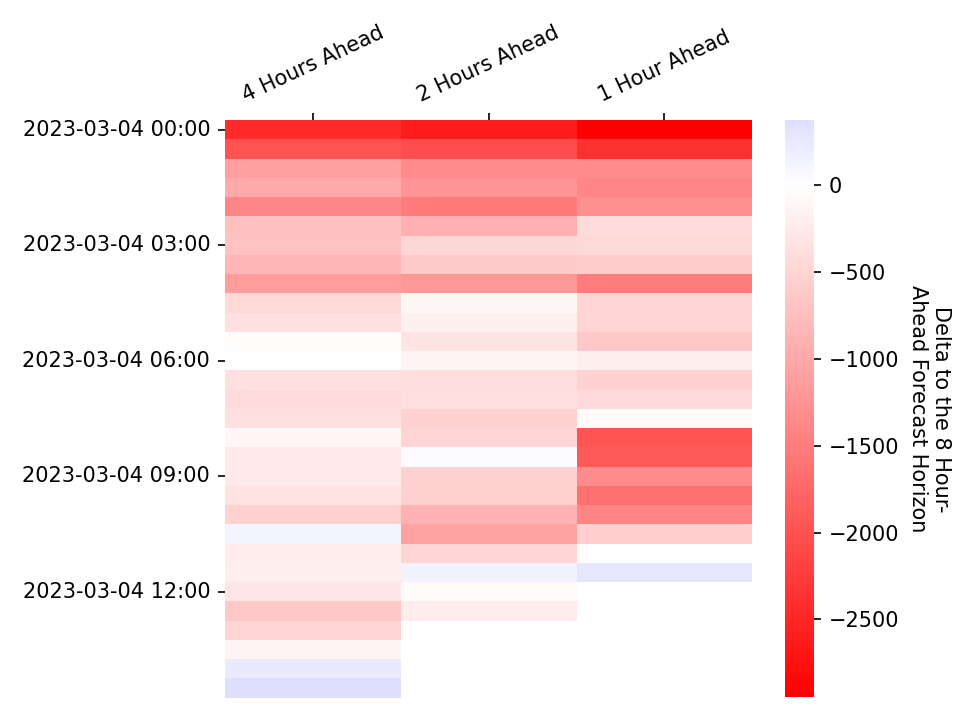 4 Hours Ahead
2 Hours Ahead
1 Hour Ahead
2023-03-04 00:00
2023-03-04 03:00
2023-03-04 06:00
2023-03-04 09:00
2023-03-04 12:00
0
−500
−1000
−1500
−2000
−2500
Delta to the 8 Hour-
Ahead Forecast Horizon